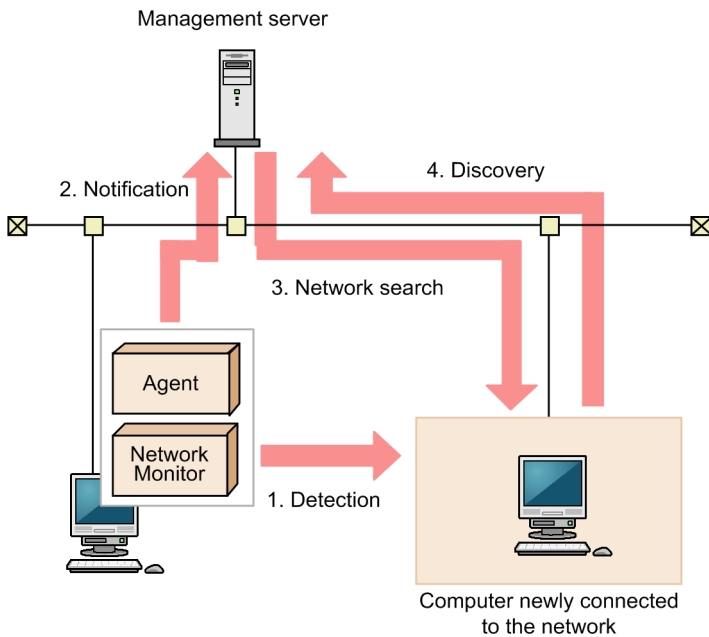 Management server
2. Notification
4. Discovery
3. Network search
Agent
Network
Monitor
1. Detection
Computer newly connected
to the network